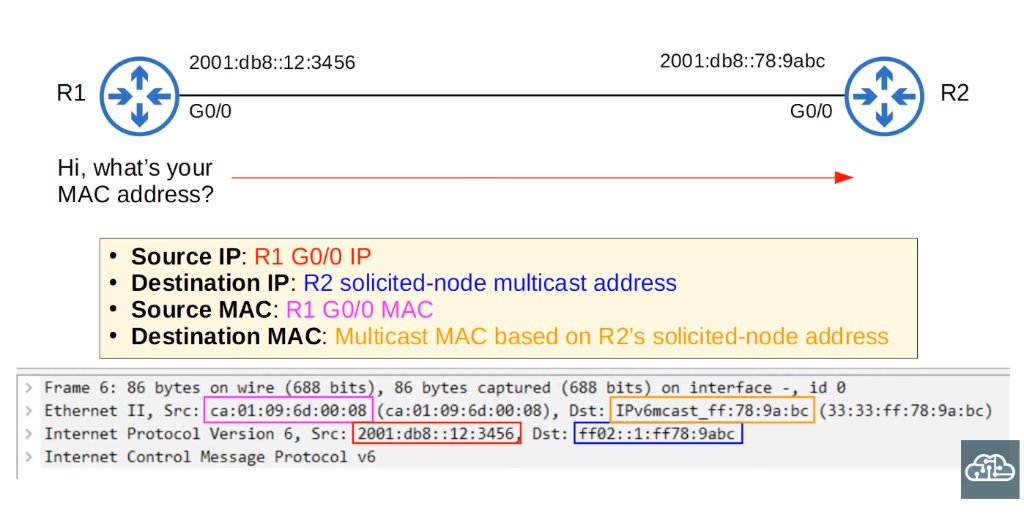 2001:db8::12:3456
2001:db8::78:9abc
R1
R2
G0/0
G0/0
Hi, what's your
MAC address?
• Source IP: R1 G0/0 IP
• Destination IP: R2 solicited-node multicast address
• Source MAC: R1 G0/0 MAC
• Destination MAC: Multicast MAC based on R2's solicited-node address
> Frame 6: 86 bytes on wire (688 bits), 86 bytes captured (688 bits) on interface -, id 0
> Ethernet II, Src: ca:01:09:6d:00:08 (ca:01:09:6d:00:08), Dst: IPv6mcast_ff:78:9a:bc (33:33:ff:78:9a:bc)
> Internet Protocol Version 6, Src: 2001:db8::12:3456, Dst: ff02::1:ff78:9abc
> Internet Control Message Protocol v6